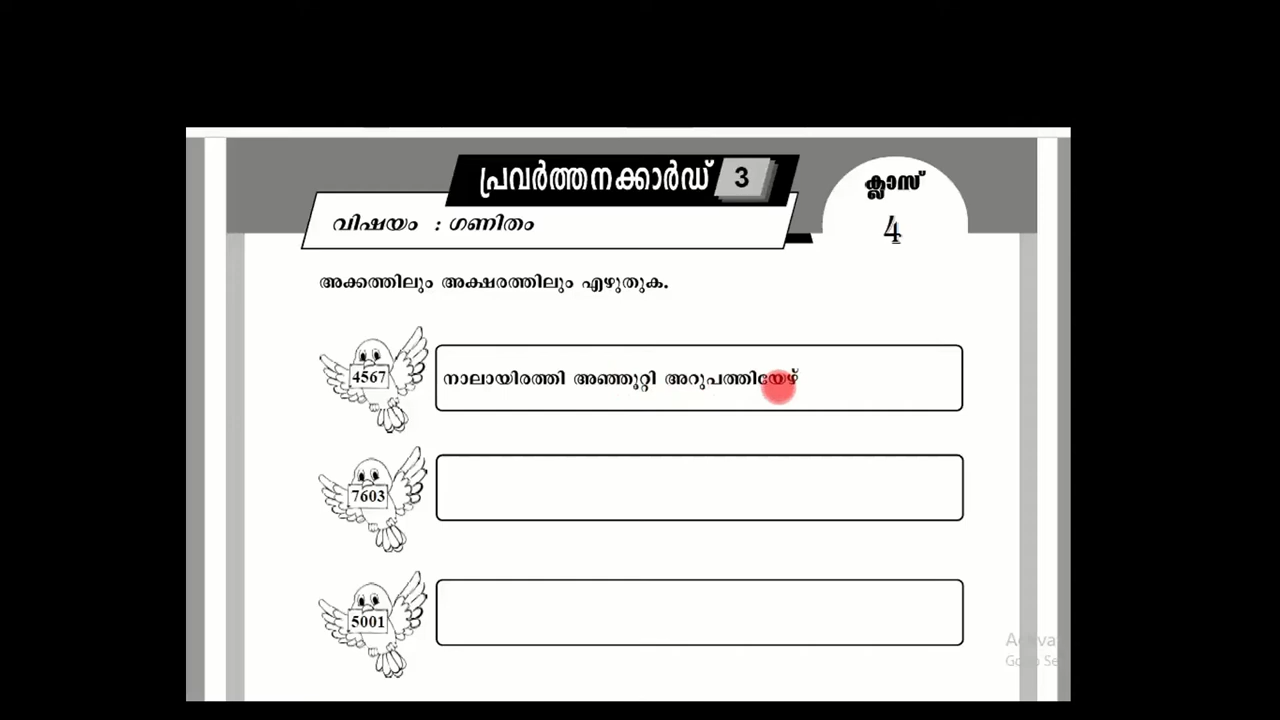 പ്രവർത്തനക്കാർഡ് 3
ക്ലാസ്
4
വിഷയം : ഗണിതം
അക്കത്തിലും അക്ഷരത്തിലും എഴുതുക.
4567 നാലായിരത്തി അഞ്ഞൂറ്റി അറുപത്തിയേഴ്
7603
5001